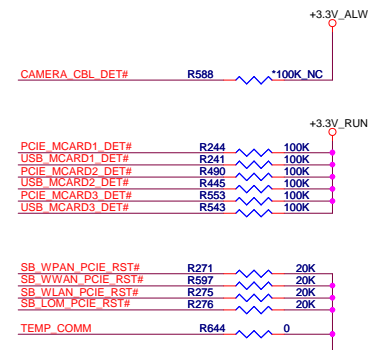 +3.3V_ALW
CAMERA_CBL_DET# R588 *100K_NC
+3.3V_RUN
PCIE_MCARD1_DET# R244 100K
USB_MCARD1_DET# R241 100K
PCIE_MCARD2_DET# R490 100K
USB_MCARD2_DET# R445 100K
PCIE_MCARD3_DET# R553 100K
USB_MCARD3_DET# R543 100K
SB_WPAN_PCIE_RST# R271 20K
SB_WWAN_PCIE_RST# R597 20K
SB_WLAN_PCIE_RST# R275 20K
SB_LOM_PCIE_RST# R276 20K
TEMP_COMM R644 0